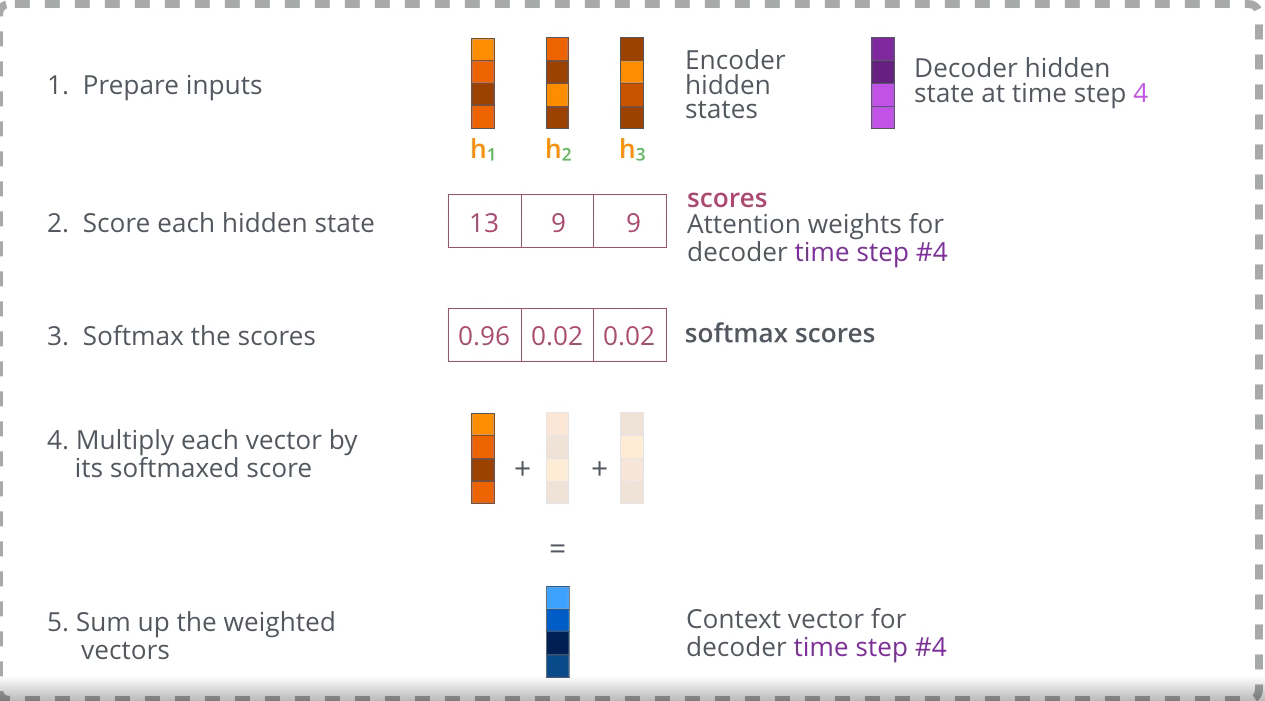 1. Prepare inputs
h1 h2 h3
Encoder
hidden
states
Decoder hidden
state at time step 4
2. Score each hidden state
13 9 9
scores
Attention weights for
decoder time step #4
3. Softmax the scores
0.96 0.02 0.02
softmax scores
4. Multiply each vector by
its softmaxed score
+ +
=
5. Sum up the weighted
vectors
Context vector for
decoder time step #4